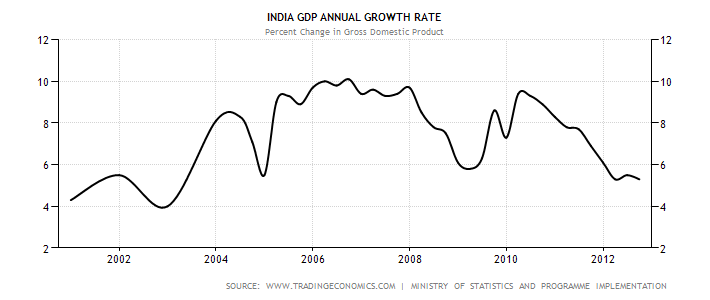 INDIA GDP ANNUAL GROWTH RATE
Percent Change in Gross Domestic Product
12 12
10 10
8 8
6 6
4 4
2 2
2002 2004 2006 2008 2010 2012
SOURCE: WWW.TRADINGECONOMICS.COM | MINISTRY OF STATISTICS AND PROGRAMME IMPLEMENTATION